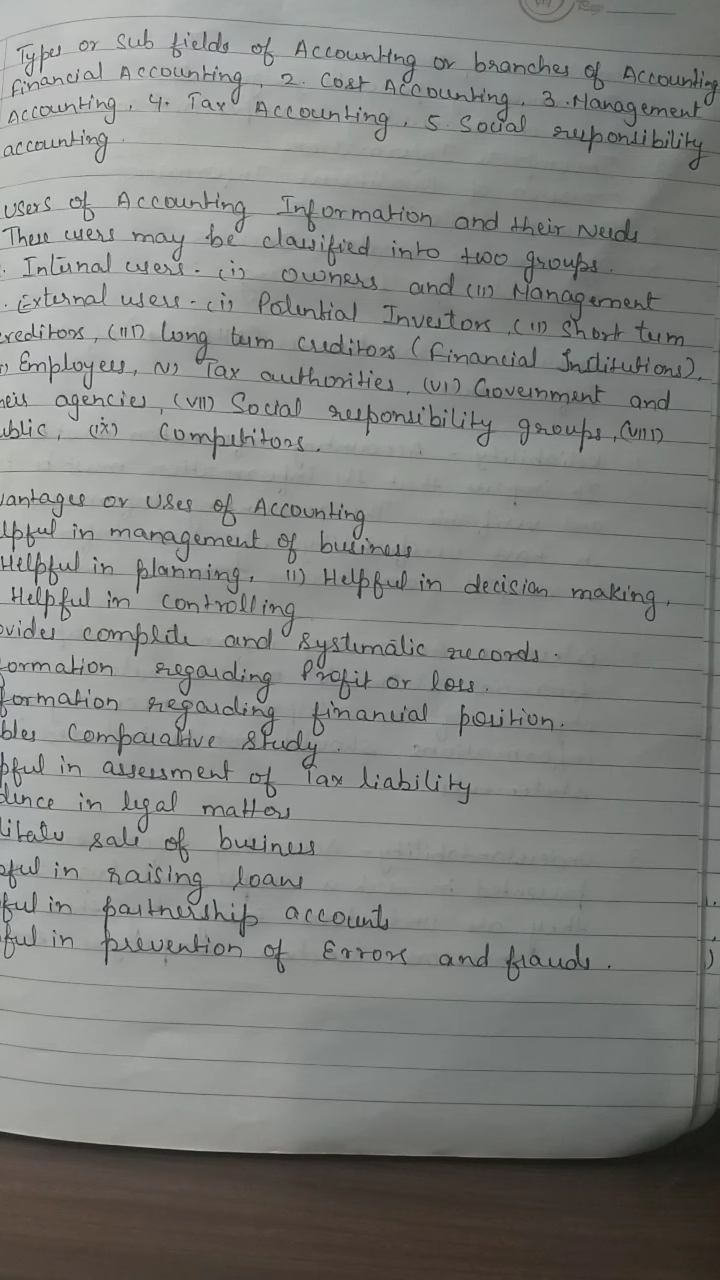 Types or Sub fields of Accounting or branches of Accounting
Financial Accounting, 2. Cost Accounting, 3. Management
Accounting, 4. Tax Accounting, 5. Social responsibility
accounting.
Users of Accounting Information and their Needs
These users may be classified into two groups.
. Internal users - (i) Owners and (ii) Management
. External users - (i) Potential Investors, (ii) Short term
creditors, (iii) Long term creditors (Financial Institutions),
) Employees, (v) Tax authorities, (vi) Government and
heir agencies, (vii) Social responsibility groups, (viii)
ublic, (ix) Competitors.
vantages or Uses of Accounting
lpful in management of business
Helpful in planning, ii) Helpful in decision making,
Helpful in controlling
ovides complete and systematic records.
formation regarding Profit or loss.
formation regarding financial position.
bles Comparative Study.
pful in assessment of Tax liability
dence in legal matters
litate sale of business
pful in raising loans
ful in partnership accounts
ful in prevention of Errors and frauds.